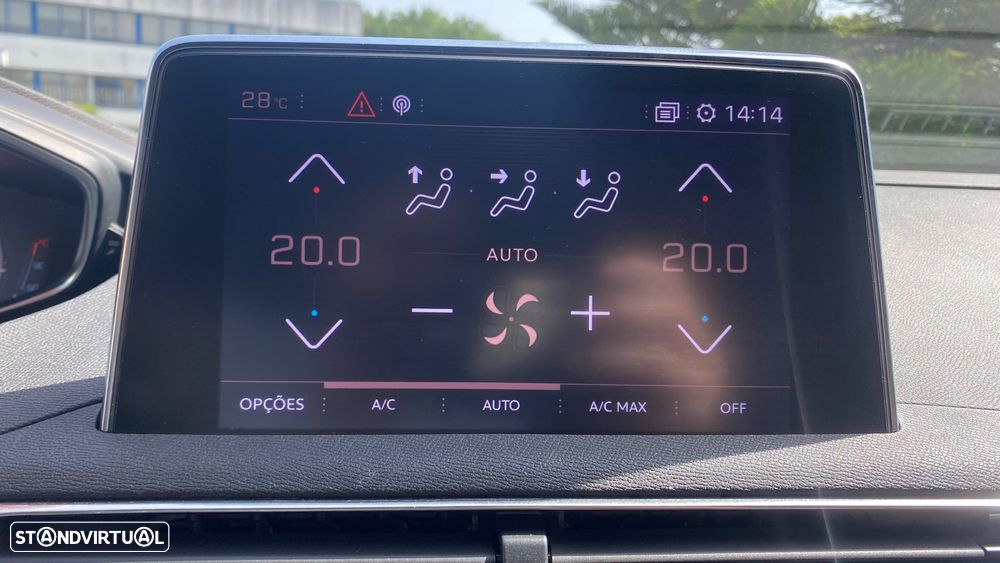 28°C 14:14
20.0 20.0
AUTO
OPÇÕES A/C AUTO A/C MAX OFF
STANDVIRTUAL